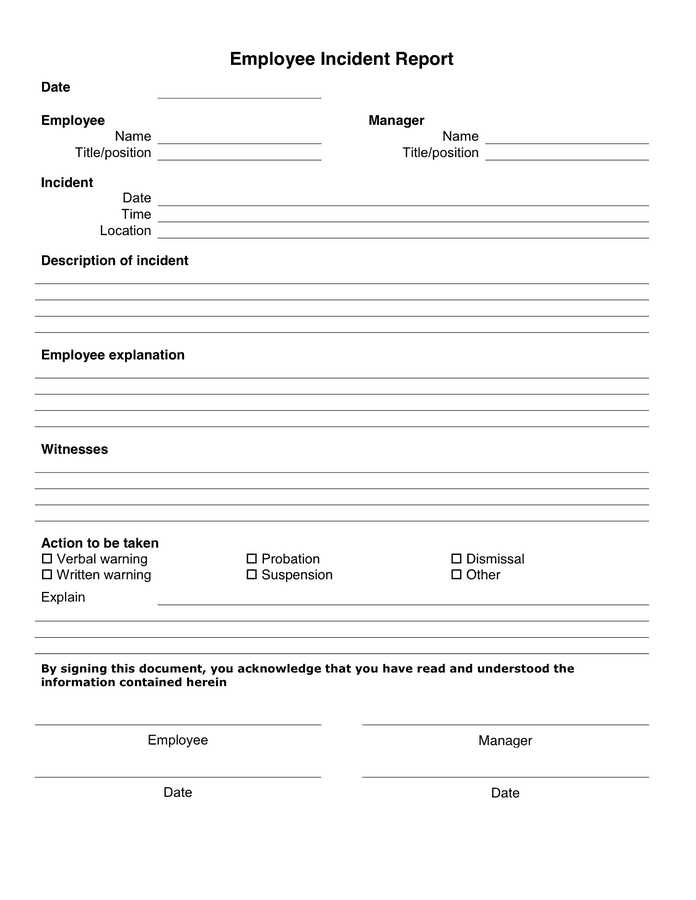 Employee Incident Report
Date
Employee Manager
Name Name
Title/position Title/position
Incident
Date
Time
Location
Description of incident
Employee explanation
Witnesses
Action to be taken
Verbal warning Probation Dismissal
Written warning Suspension Other
Explain
By signing this document, you acknowledge that you have read and understood the
information contained herein
Employee Manager
Date Date